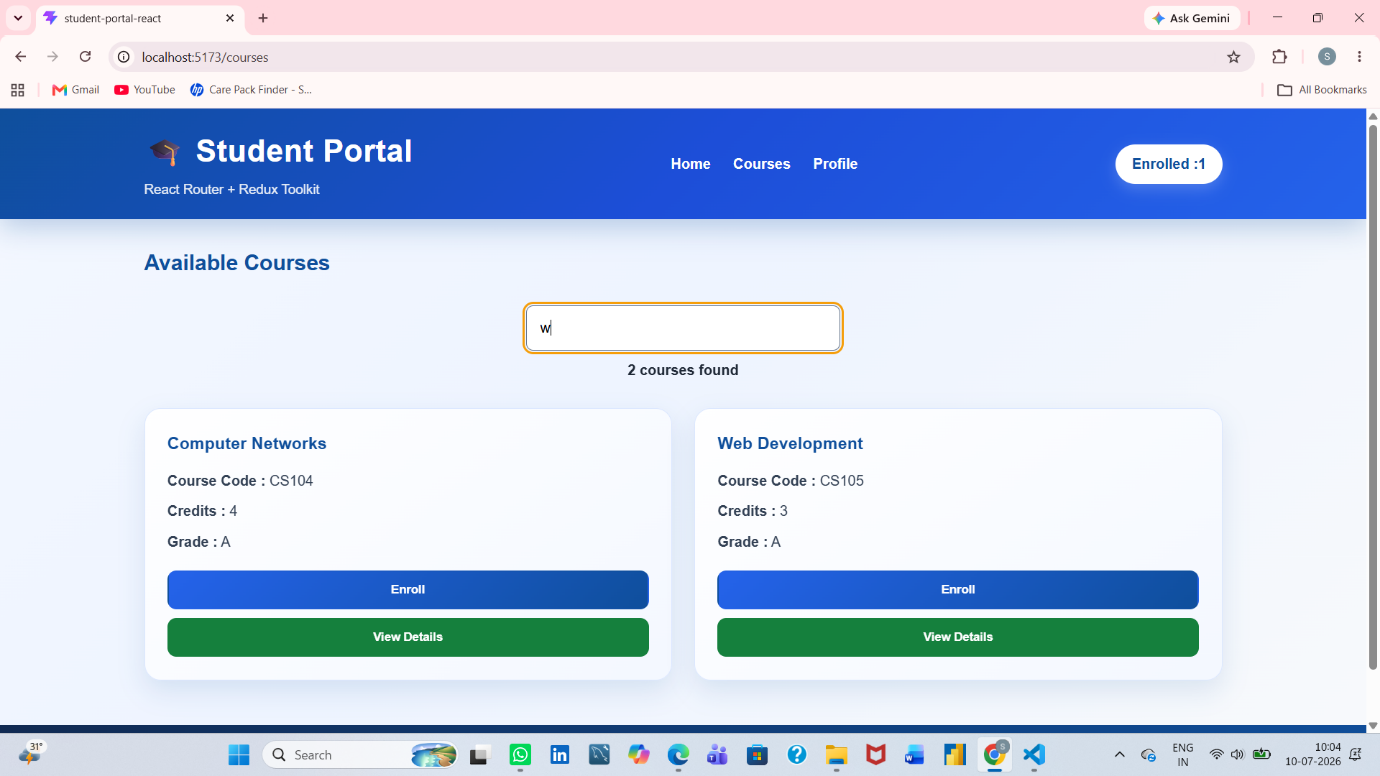 student-portal-react
Ask Gemini
localhost:5173/courses
S
Gmail
YouTube
Care Pack Finder - S...
All Bookmarks
Student Portal
React Router + Redux Toolkit
Home
Courses
Profile
Enrolled :1
Available Courses
w
2 courses found
Computer Networks
Course Code : CS104
Credits : 4
Grade : A
Enroll
View Details
Web Development
Course Code : CS105
Credits : 3
Grade : A
Enroll
View Details
31°
Search
ENG
IN
10:04
10-07-2026